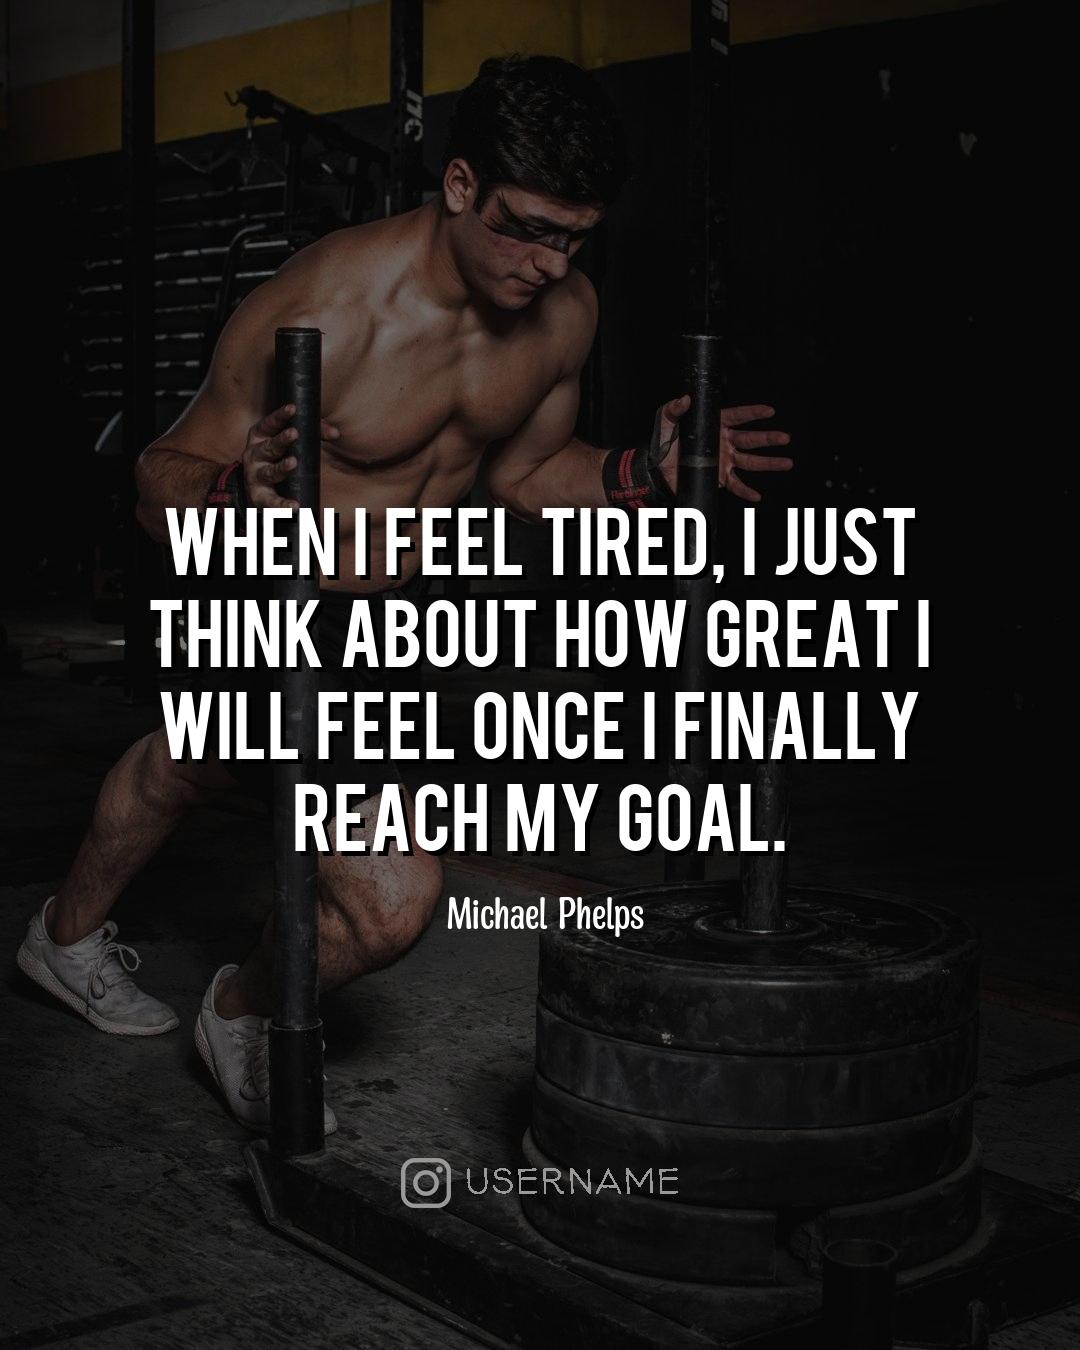 WHEN I FEEL TIRED, I JUST
THINK ABOUT HOW GREAT I
WILL FEEL ONCE I FINALLY
REACH MY GOAL.
Michael Phelps
USERNAME